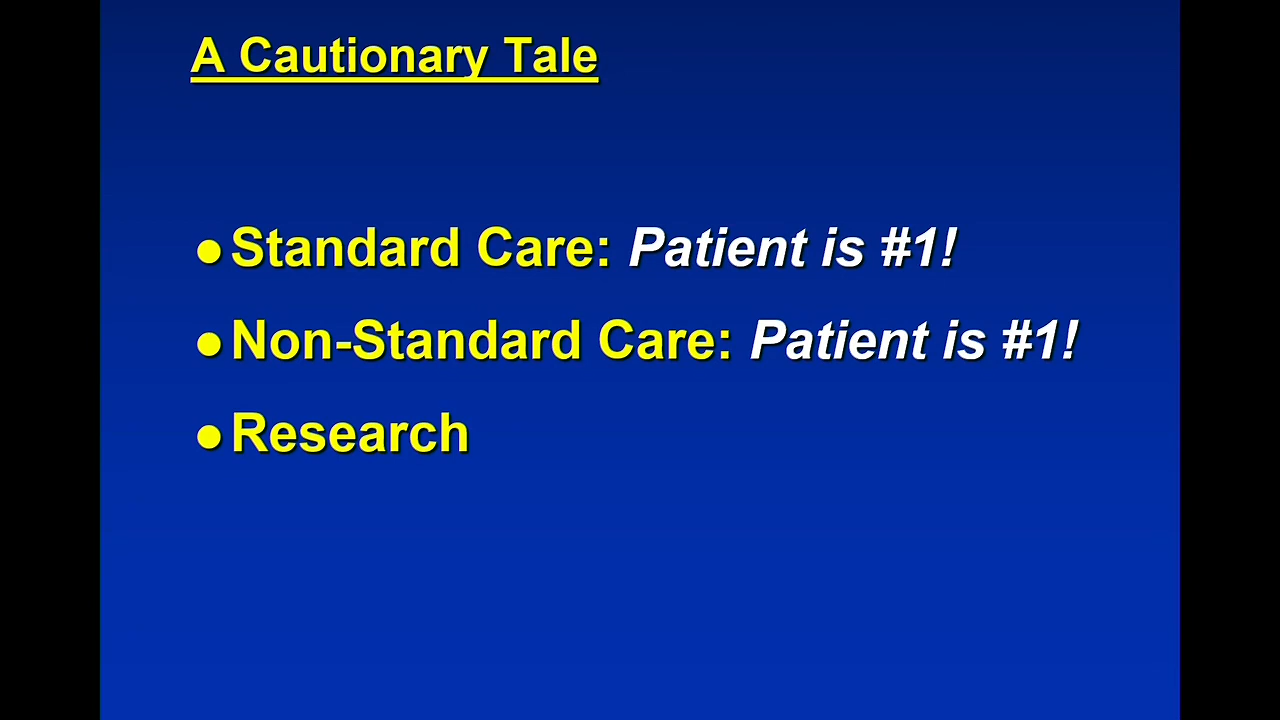 A Cautionary Tale
● Standard Care: Patient is #1!
● Non-Standard Care: Patient is #1!
● Research